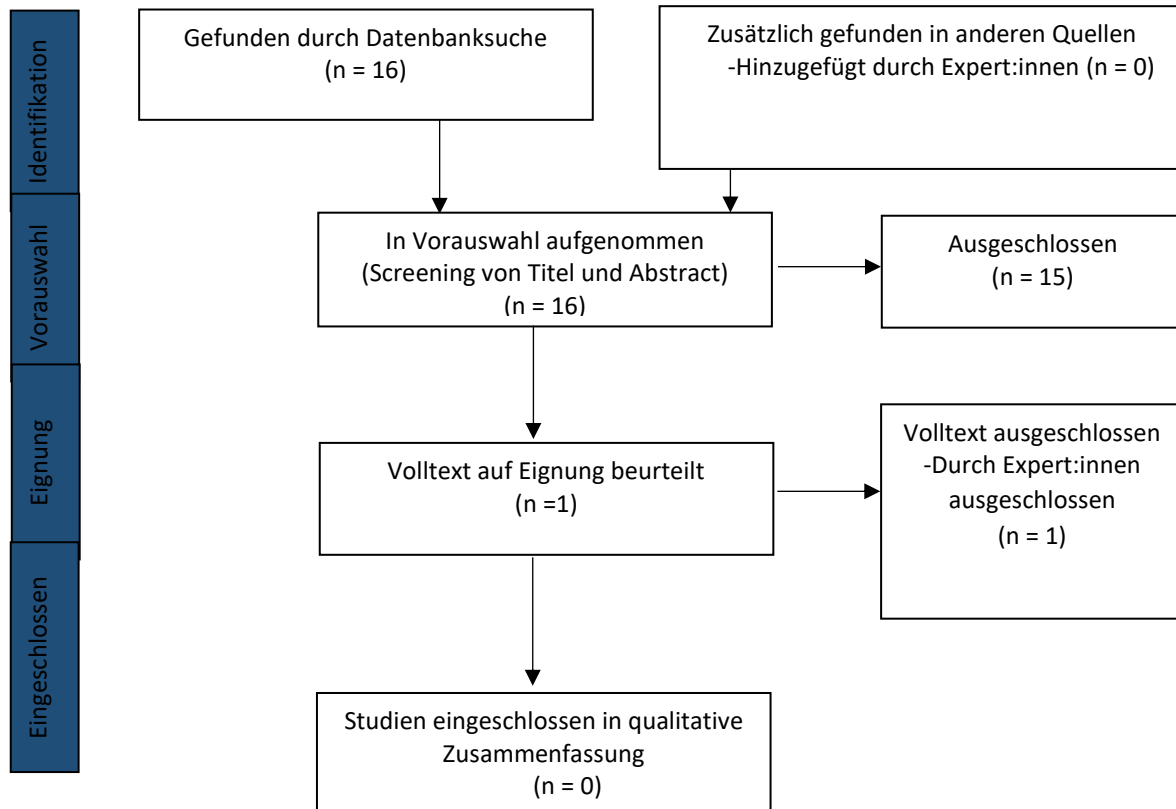 Identifikation
Gefunden durch Datenbanksuche
(n = 16)
Zusätzlich gefunden in anderen Quellen
-Hinzugefügt durch Expert:innen (n = 0)
Vorauswahl
In Vorauswahl aufgenommen
(Screening von Titel und Abstract)
(n = 16)
Ausgeschlossen
(n = 15)
Eignung
Volltext auf Eignung beurteilt
(n =1)
Volltext ausgeschlossen
-Durch Expert:innen
ausgeschlossen
(n = 1)
Eingeschlossen
Studien eingeschlossen in qualitative
Zusammenfassung
(n = 0)